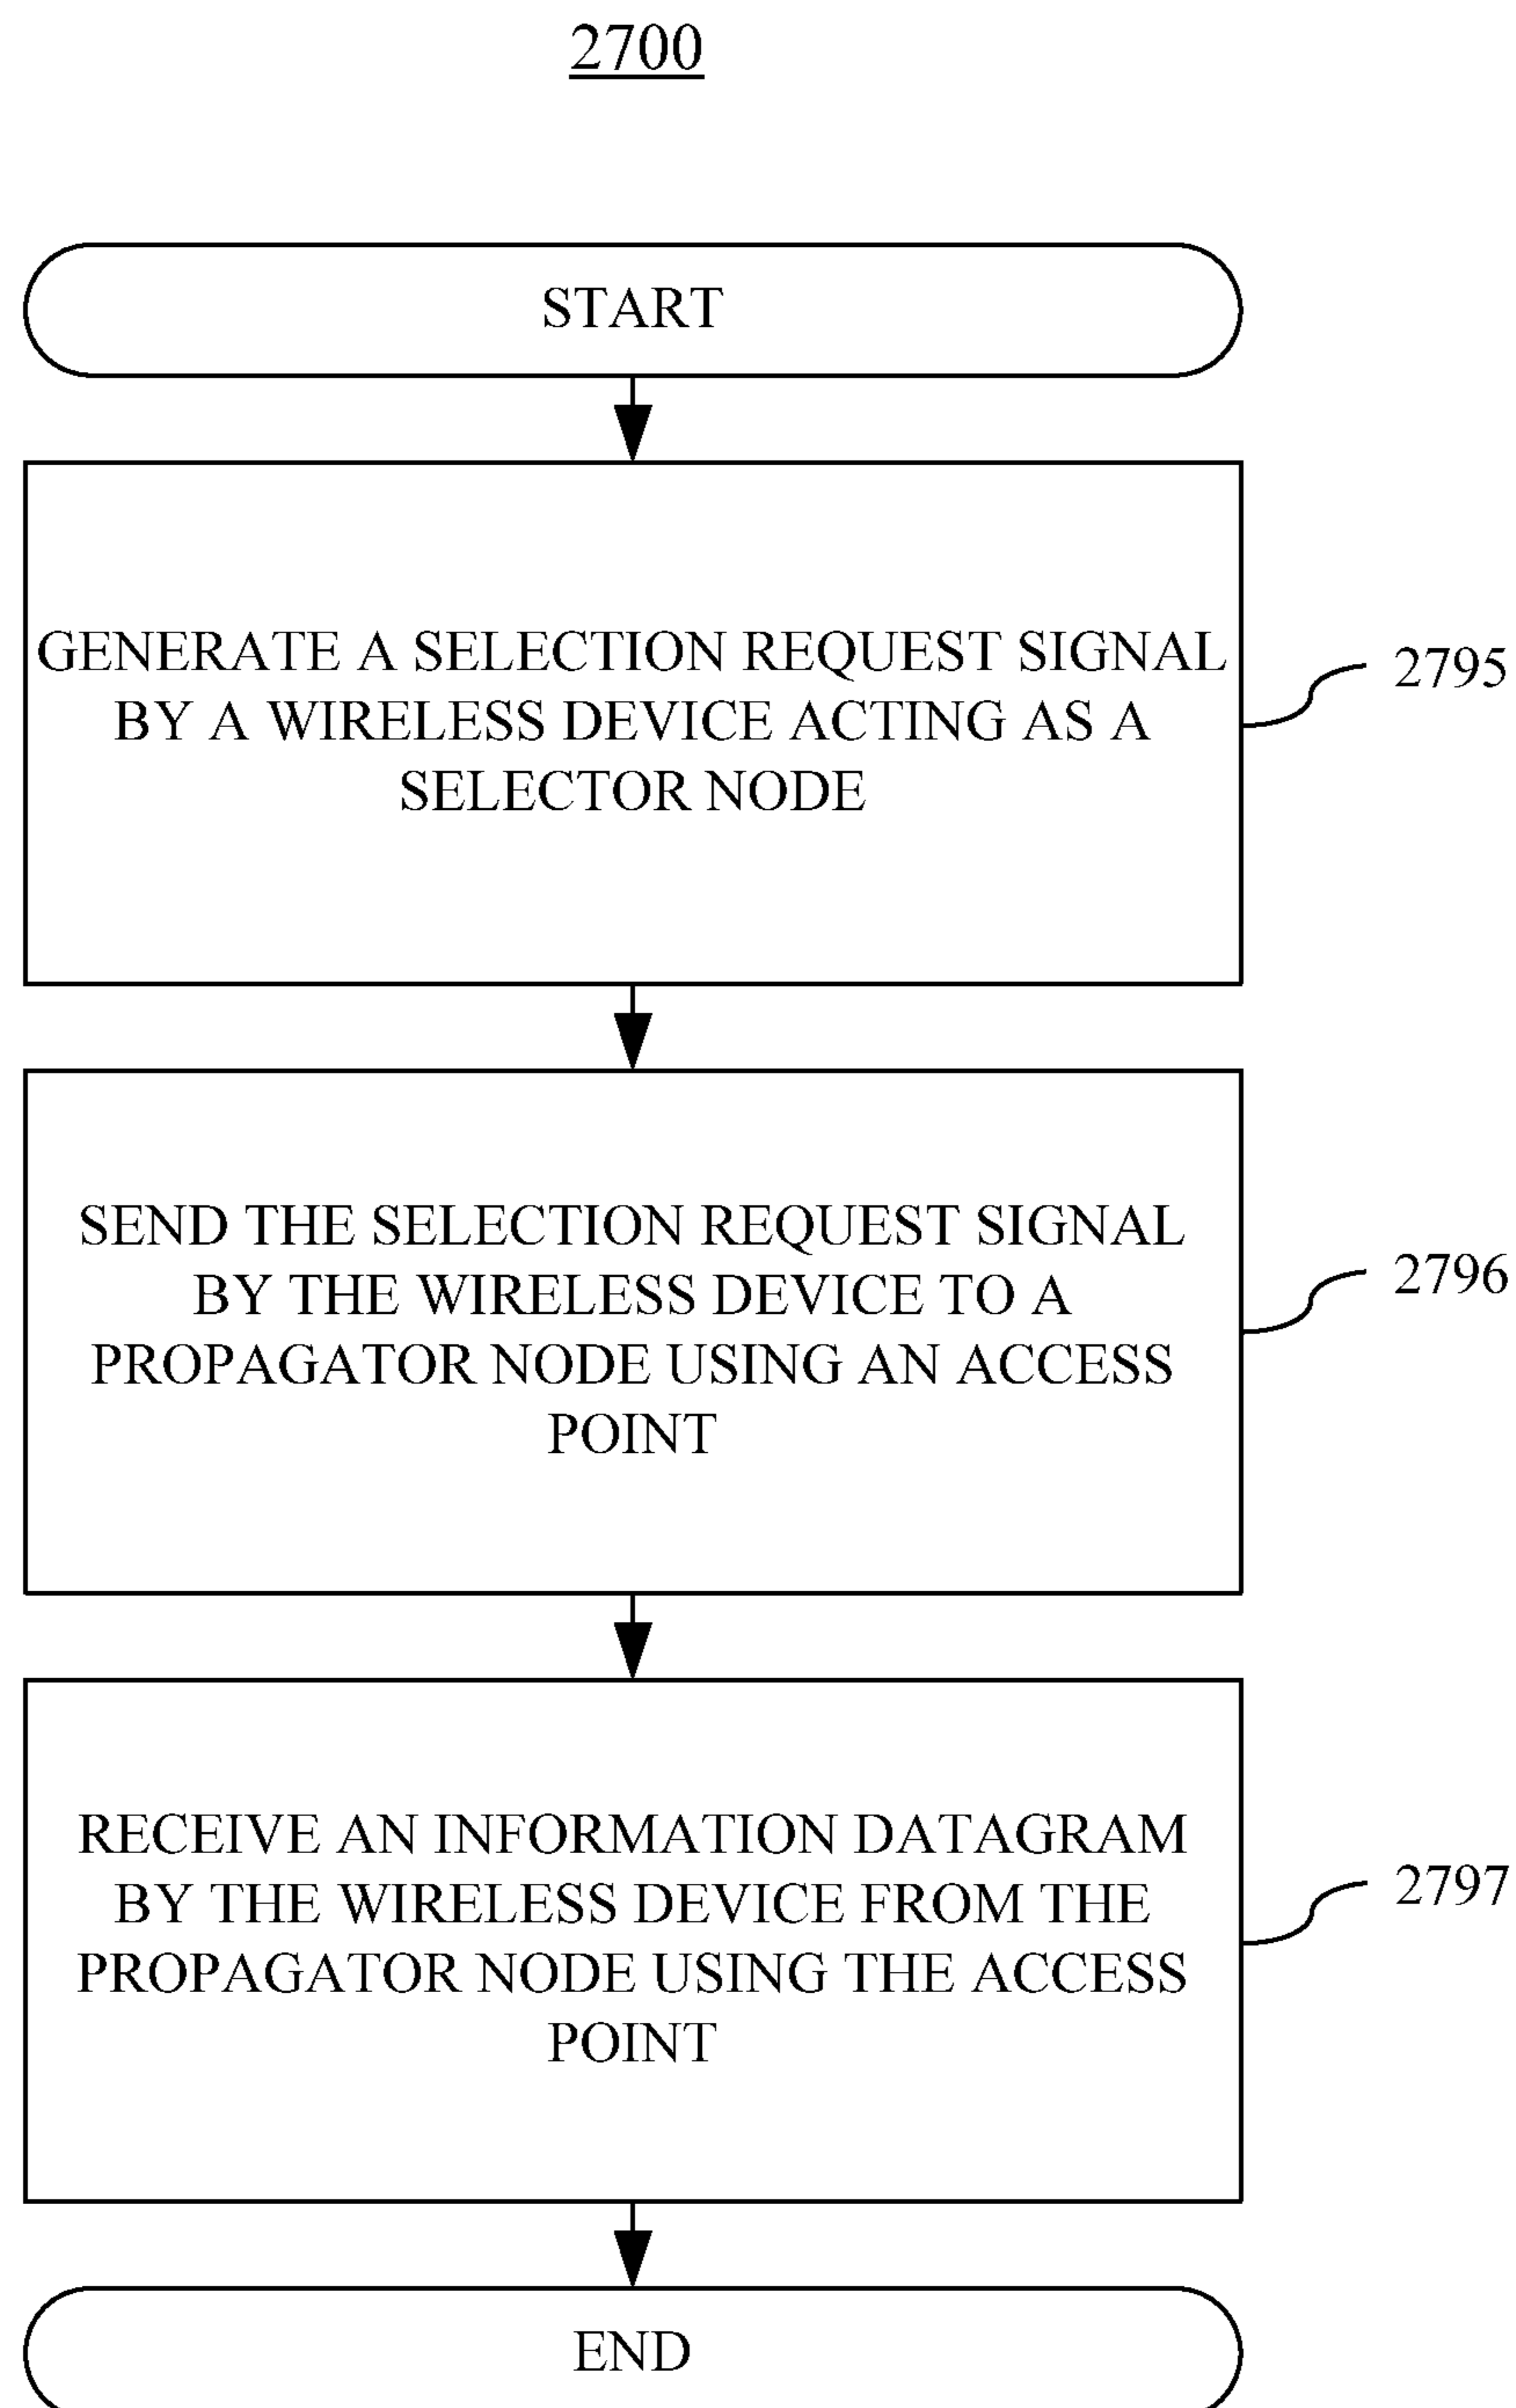 2700
START
GENERATE A SELECTION REQUEST SIGNAL
BY A WIRELESS DEVICE ACTING AS A
SELECTOR NODE
2795
SEND THE SELECTION REQUEST SIGNAL
BY THE WIRELESS DEVICE TO A
PROPAGATOR NODE USING AN ACCESS
POINT
2796
RECEIVE AN INFORMATION DATAGRAM
BY THE WIRELESS DEVICE FROM THE
PROPAGATOR NODE USING THE ACCESS
POINT
2797
END